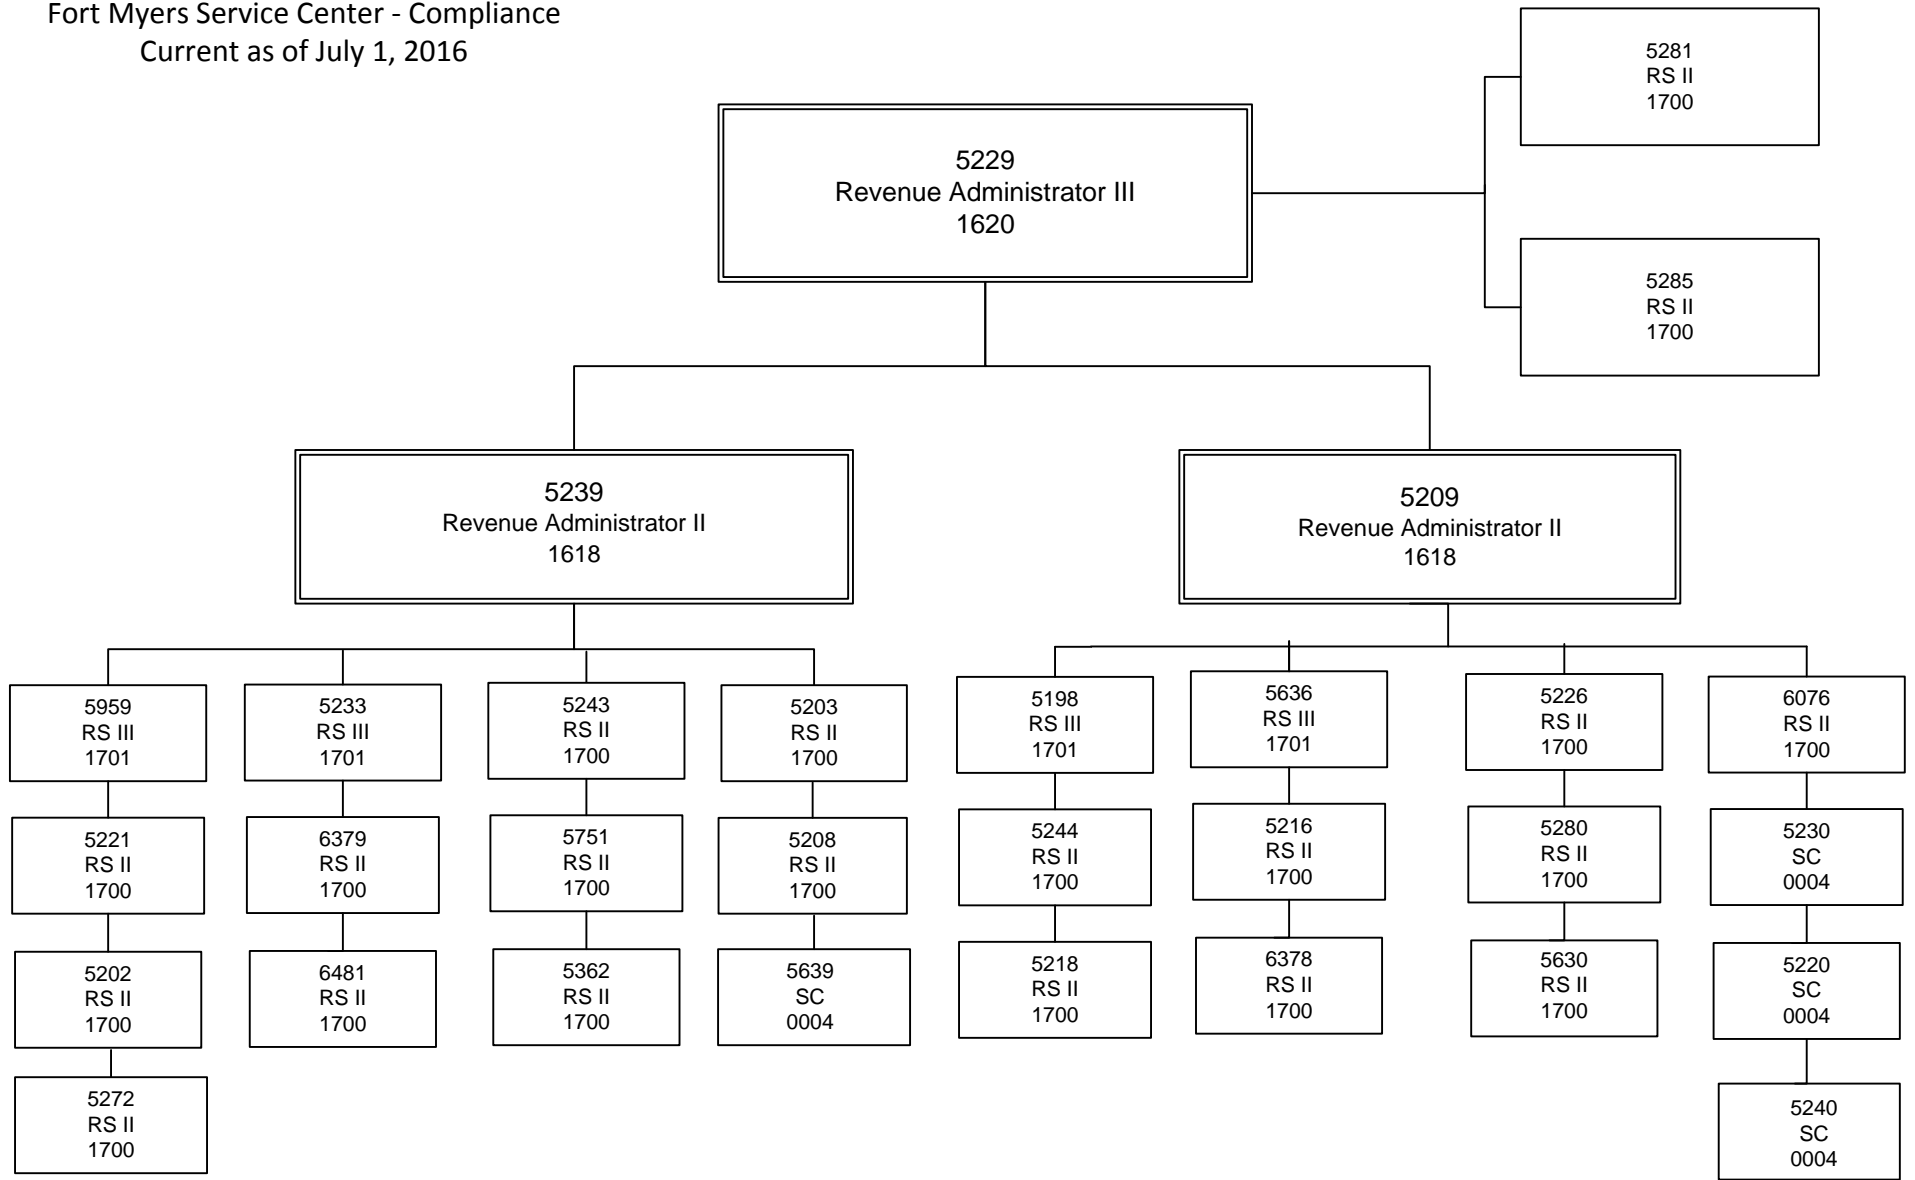 Fort Myers Service Center - Compliance
Current as of July 1, 2016
5281
RS II
1700
5229
Revenue Administrator III
1620
5285
RS II
1700
5239
Revenue Administrator II
1618
5209
Revenue Administrator II
1618
5959
RS III
1701
5233
RS III
1701
5243
RS II
1700
5203
RS II
1700
5198
RS III
1701
5636
RS III
1701
5226
RS II
1700
6076
RS II
1700
5221
RS II
1700
6379
RS II
1700
5751
RS II
1700
5208
RS II
1700
5244
RS II
1700
5216
RS II
1700
5280
RS II
1700
5230
SC
0004
5202
RS II
1700
6481
RS II
1700
5362
RS II
1700
5639
SC
0004
5218
RS II
1700
6378
RS II
1700
5630
RS II
1700
5220
SC
0004
5272
RS II
1700
5240
SC
0004